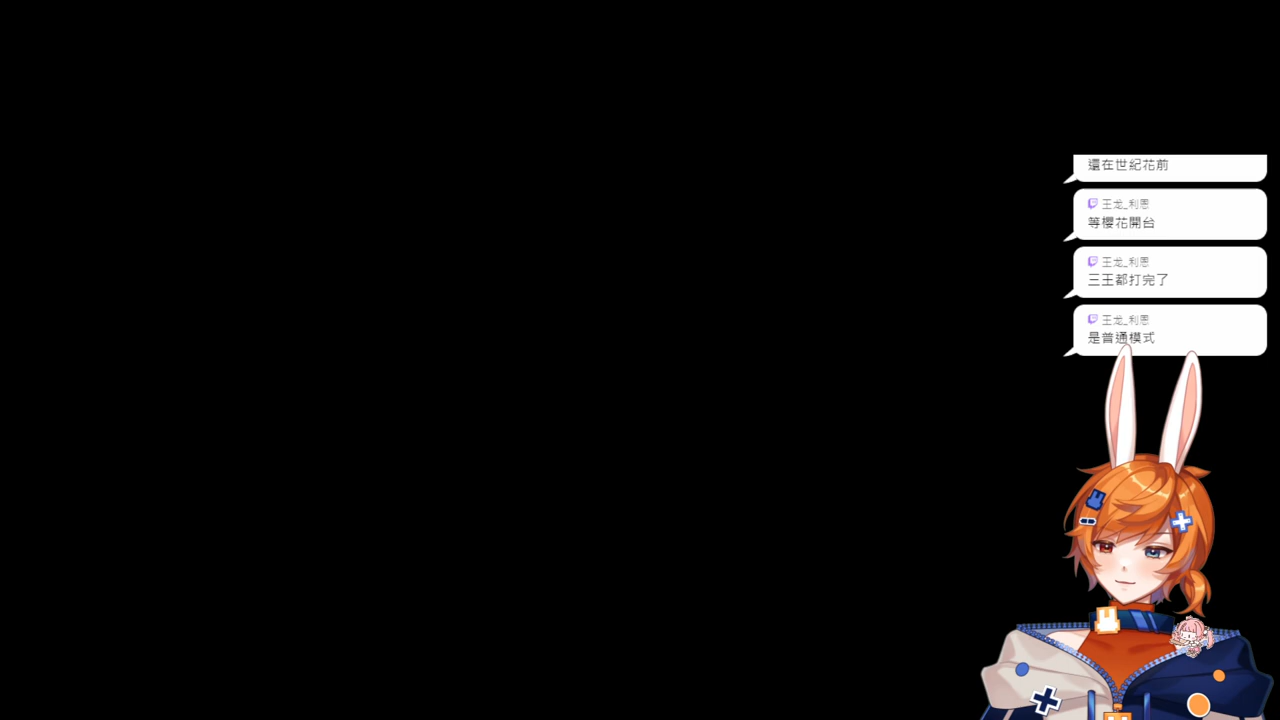 還在世紀花前
王龙_利恩
等櫻花開台
王龙_利恩
三王都打完了
王龙_利恩
是普通模式